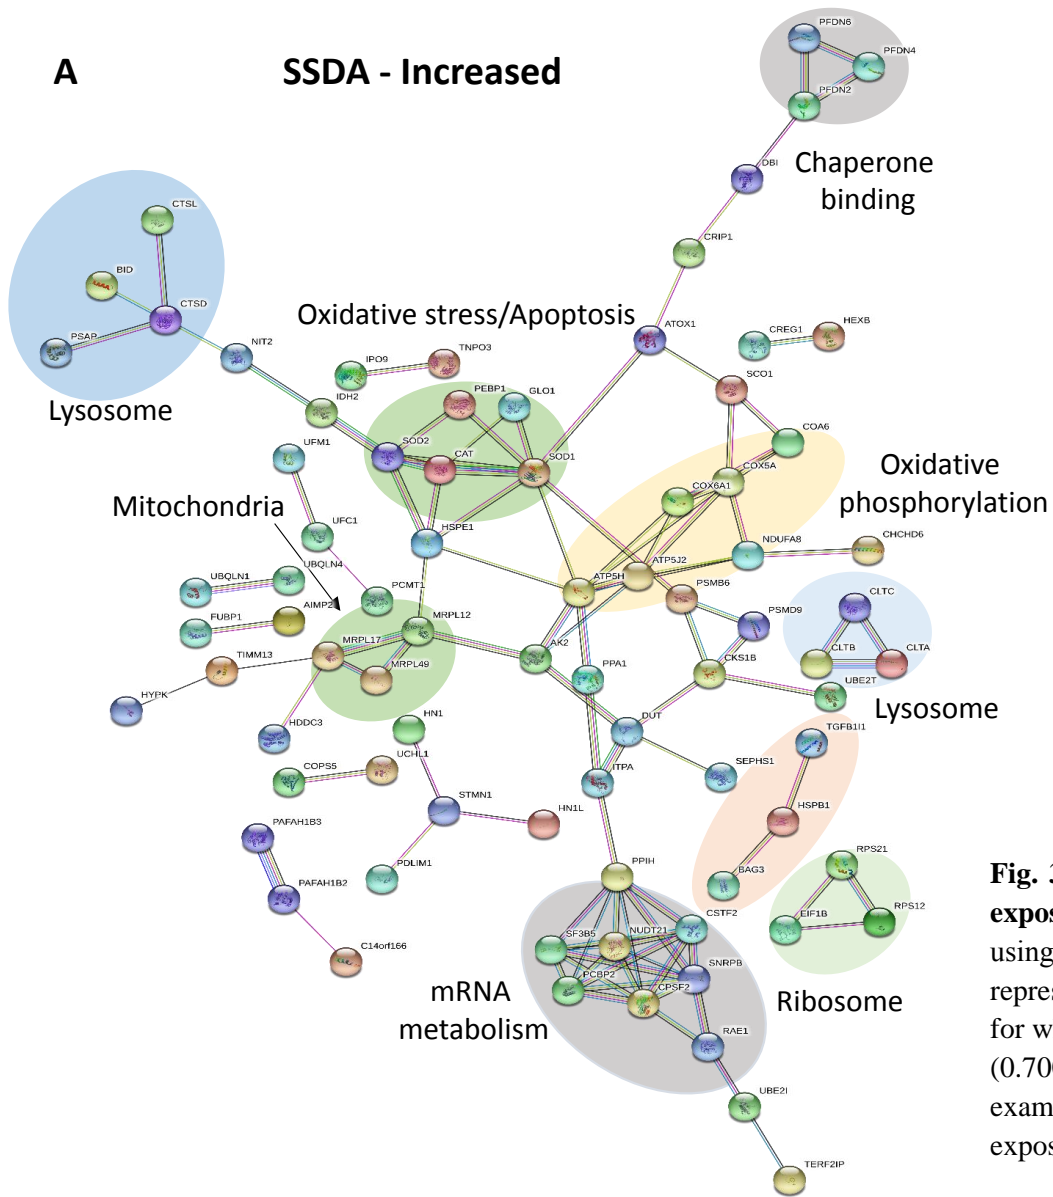 A
SSDA - Increased
PFDN6
PFDN4
PFDN2
Chaperone
binding
DBI
CRIP1
CTSL
BID
CTSD
PSAP
Lysosome
NIT2
Oxidative stress/Apoptosis
ATOX1
CREG1
HEXB
IPO9
TNPO3
IDH2
PEBP1
GLO1
SCO1
UFM1
SOD2
CAT
SOD1
COA6
COX5A
COX6A1
Oxidative
phosphorylation
Mitochondria
UFC1
HSPE1
NDUFA8
CHCHD6
UBQLN1
UBQLN4
PCMT1
ATP5H
ATP5J2
PSMB6
PSMD9
CLTC
FUBP1
AIMP2
MRPL12
MRPL17
MRPL49
AK2
CKS1B
CLTB
CLTA
TIMM13
PPA1
UBE2T
Lysosome
HYPK
HDDC3
HN1
DUT
TGFB1I1
COPS5
UCHL1
ITPA
SEPHS1
STMN1
HN1L
HSPB1
PAFAH1B3
PDLIM1
PPIH
BAG3
RPS21
PAFAH1B2
CSTF2
EIF1B
RPS12
SF3B5
NUDT21
C14orf166
SNRPB
PCBP2
CPSF2
mRNA
metabolism
Ribosome
RAE1
UBE2I
TERF2IP
Fig. 3
expos
using
repres
for w
(0.700
exam
expos